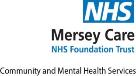 NHS
Mersey Care
NHS Foundation Trust
Community and Mental Health Services